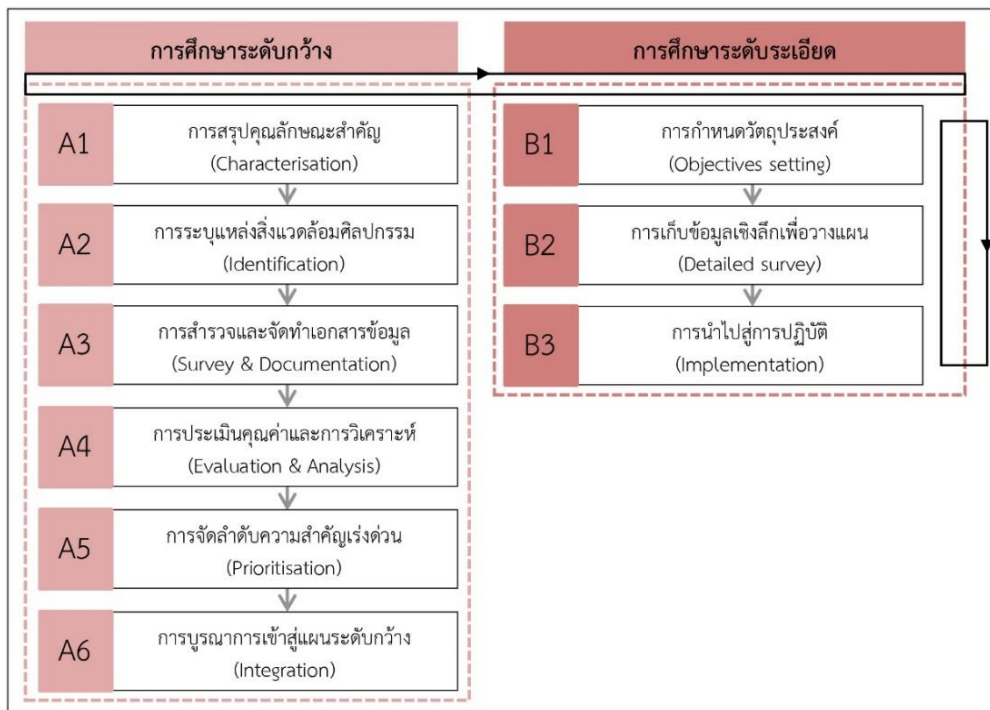 การศึกษาระดับกว้าง
A1
การสรุปคุณลักษณะสำคัญ
(Characterisation)
A2
การระบุแหล่งสิ่งแวดล้อมศิลปกรรม
(Identification)
A3
การสำรวจและจัดทำเอกสารข้อมูล
(Survey & Documentation)
A4
การประเมินคุณค่าและการวิเคราะห์
(Evaluation & Analysis)
A5
การจัดลำดับความสำคัญเร่งด่วน
(Prioritisation)
A6
การบูรณาการเข้าสู่แผนระดับกว้าง
(Integration)
การศึกษาระดับระเอียด
B1
การกำหนดวัตถุประสงค์
(Objectives setting)
B2
การเก็บข้อมูลเชิงลึกเพื่อวางแผน
(Detailed survey)
B3
การนำไปสู่การปฏิบัติ
(Implementation)